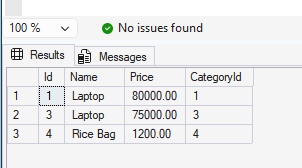 100 % No issues found
Results Messages
Id Name Price CategoryId
1 1 Laptop 80000.00 1
2 3 Laptop 75000.00 3
3 4 Rice Bag 1200.00 4